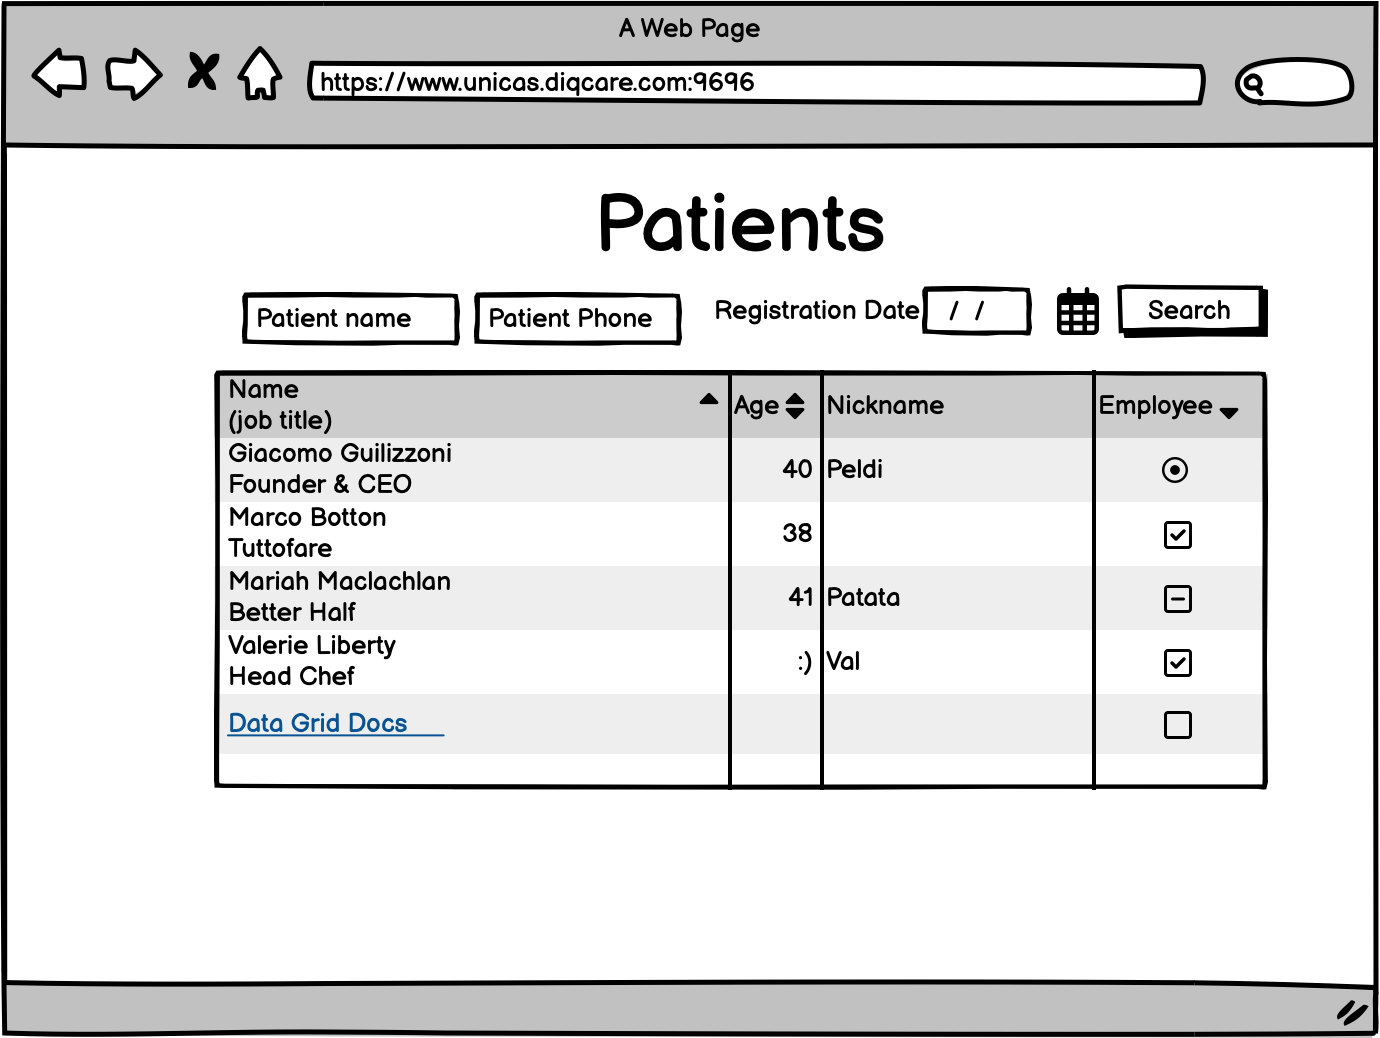 A Web Page
https://www.unicas.diqcare.com:9696
Patients
Patient name
Patient Phone
Registration Date
/ /
Search
Name
(job title)
Age
Nickname
Employee
Giacomo Guilizzoni
Founder & CEO
40
Peldi
Marco Botton
Tuttofare
38
Mariah Maclachlan
Better Half
41
Patata
Valerie Liberty
Head Chef
:)
Val
Data Grid Docs